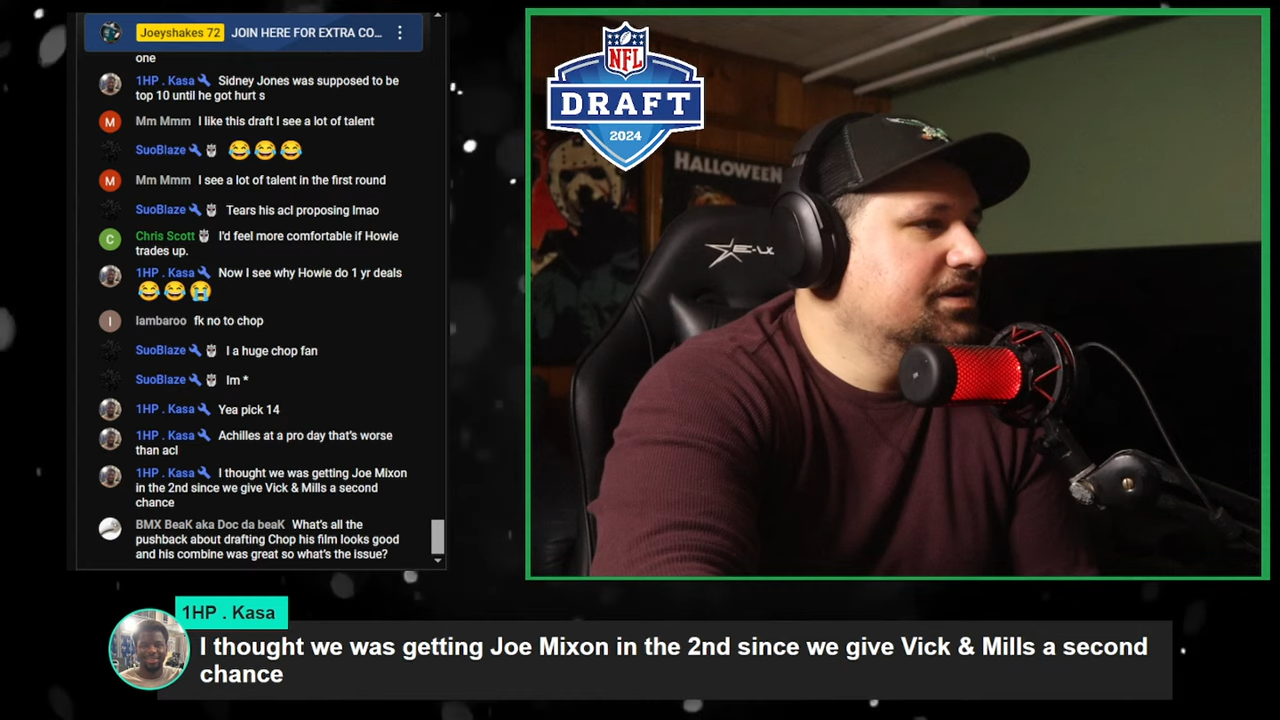 Joeyshakes 72 JOIN HERE FOR EXTRA CO...
one
1HP . Kasa Sidney Jones was supposed to be
top 10 until he got hurt s
M Mm Mmm I like this draft I see a lot of talent
SuoBlaze 😂😂😂
M Mm Mmm I see a lot of talent in the first round
SuoBlaze Tears his acl proposing lmao
C Chris Scott I'd feel more comfortable if Howie
trades up.
1HP . Kasa Now I see why Howie do 1 yr deals
😂😂😭
I Iambaroo fk no to chop
SuoBlaze I a huge chop fan
SuoBlaze Im *
1HP . Kasa Yea pick 14
1HP . Kasa Achilles at a pro day that's worse
than acl
1HP . Kasa I thought we was getting Joe Mixon
in the 2nd since we give Vick & Mills a second
chance
BMX BeaK aka Doc da beaK What's all the
pushback about drafting Chop his film looks good
and his combine was great so what's the issue?
NFL
DRAFT
2024
HALLOWEEN
E-WIN
1HP . Kasa
I thought we was getting Joe Mixon in the 2nd since we give Vick & Mills a second
chance